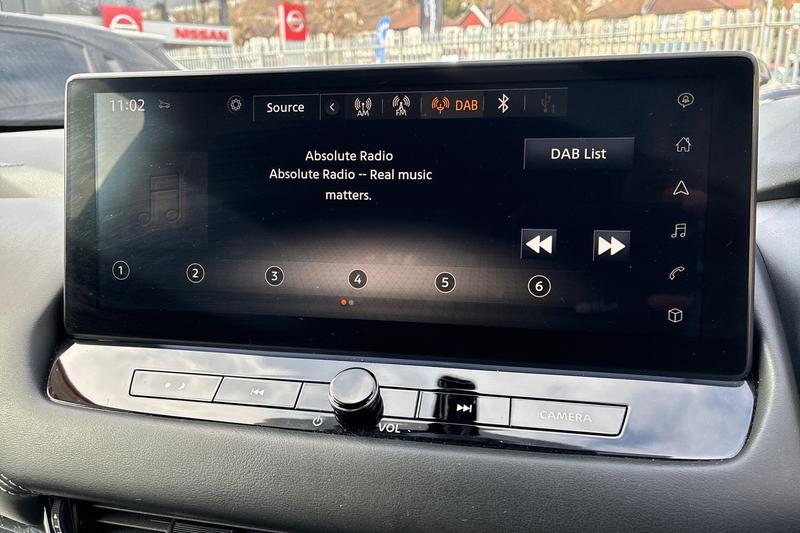 NISSAN
11:02
Source
AM
FM
DAB
1
Absolute Radio
Absolute Radio -- Real music
matters.
DAB List
1
2
3
4
5
6
VOL
CAMERA